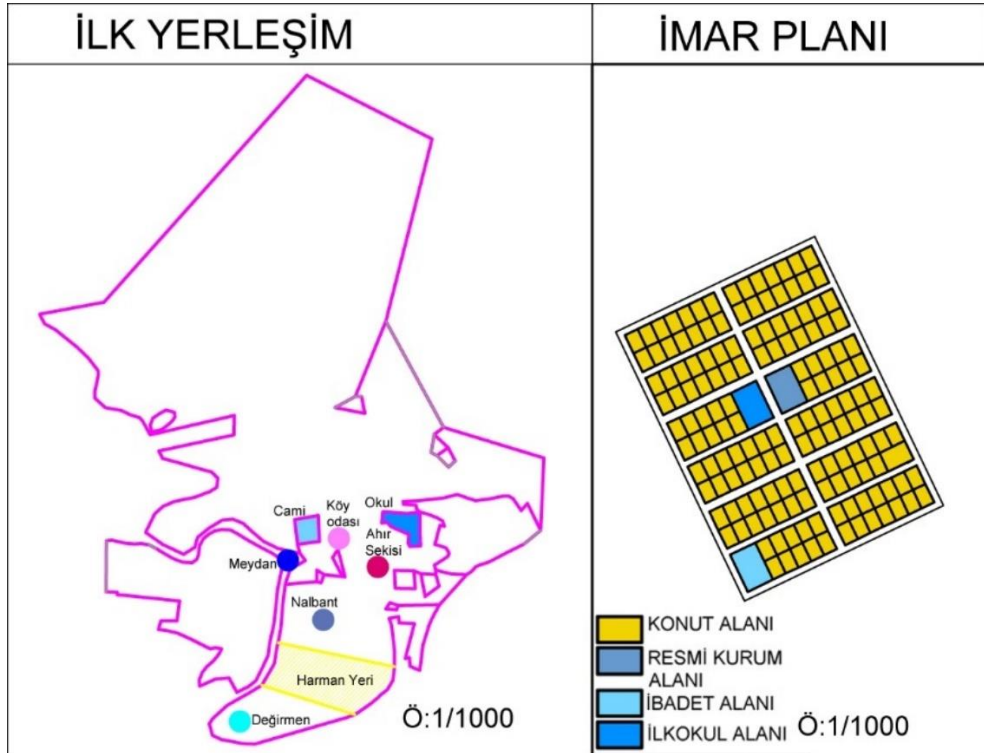 İLK YERLEŞİM
Cami
Köy
odası
Okul
Ahır
Sekisi
Meydan
Nalbant
Harman Yeri
Değirmen
Ö:1/1000
İMAR PLANI
KONUT ALANI
RESMİ KURUM
ALANI
İBADET ALANI
İLKOKUL ALANI
Ö:1/1000